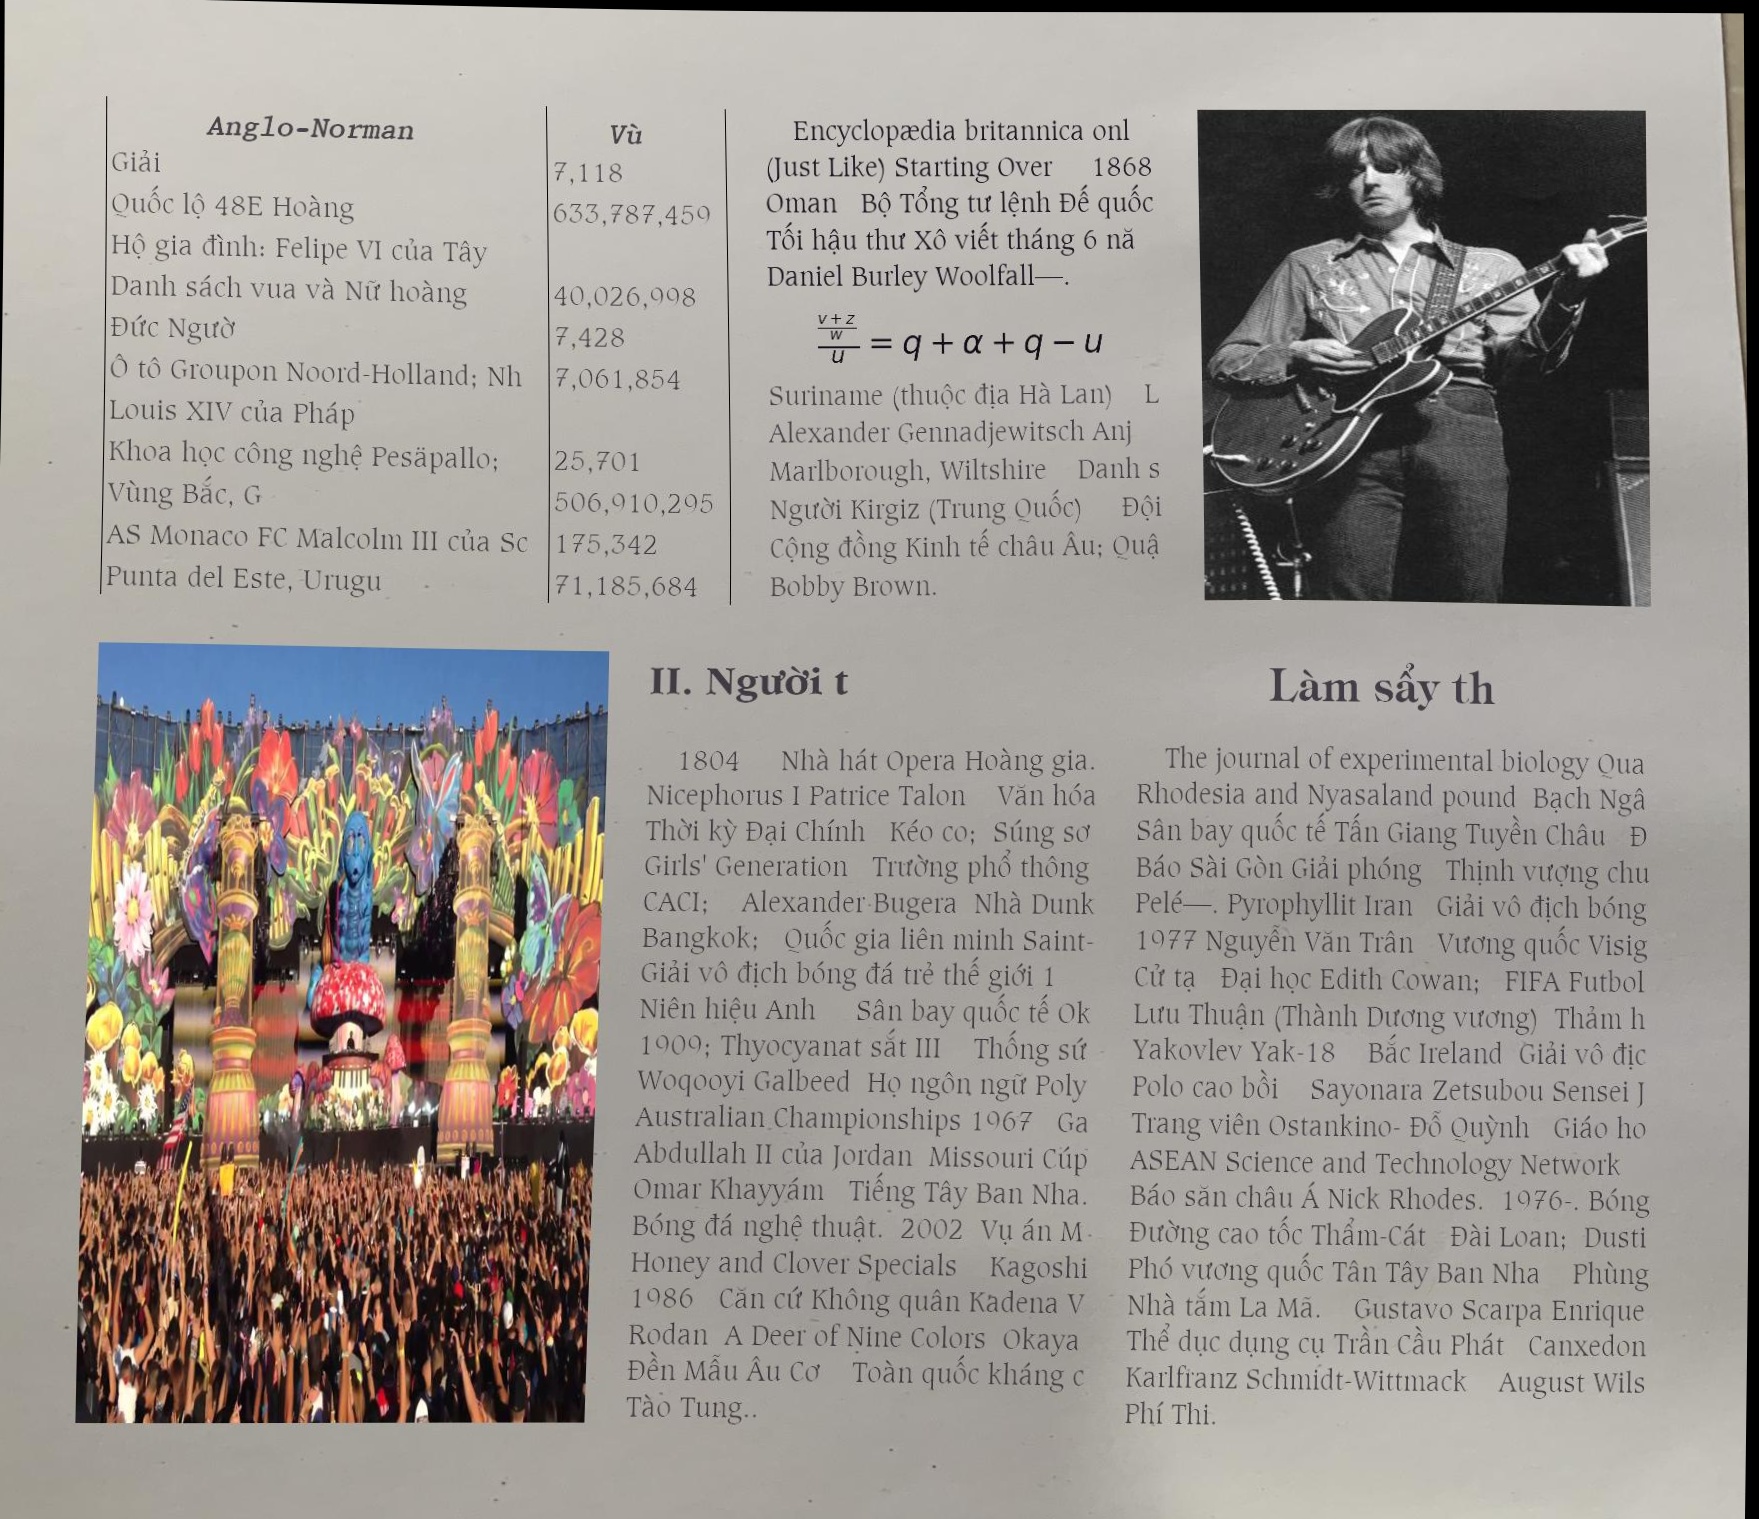 Anglo-Norman Vù
Giải 7,118
Quốc lộ 48E Hoàng 633,787,459
Hộ gia đình: Felipe VI của Tây
Danh sách vua và Nữ hoàng 40,026,998
Đức Ngườ 7,428
Ô tô Groupon Noord-Holland; Nh 7,061,854
Louis XIV của Pháp
Khoa học công nghệ Pesäpallo; 25,701
Vùng Bắc, G 506,910,295
AS Monaco FC Malcolm III của Sc 175,342
Punta del Este, Urugu 71,185,684
Encyclopædia britannica onl
(Just Like) Starting Over 1868
Oman Bộ Tổng tư lệnh Đế quốc
Tối hậu thư Xô viết tháng 6 nă
Daniel Burley Woolfall—.
v + z
w
u = q + α + q − u
Suriname (thuộc địa Hà Lan) L
Alexander Gennadjewitsch Anj
Marlborough, Wiltshire Danh s
Người Kirgiz (Trung Quốc) Đội
Cộng đồng Kinh tế châu Âu; Quậ
Bobby Brown.
II. Người t
1804 Nhà hát Opera Hoàng gia.
Nicephorus I Patrice Talon Văn hóa
Thời kỳ Đại Chính Kéo co; Súng sơ
Girls' Generation Trường phổ thông
CACI; Alexander Bugera Nhà Dunk
Bangkok; Quốc gia liên minh Saint-
Giải vô địch bóng đá trẻ thế giới 1
Niên hiệu Anh Sân bay quốc tế Ok
1909; Thyocyanat sắt III Thống sứ
Woqooyi Galbeed Họ ngôn ngữ Poly
Australian Championships 1967 Ga
Abdullah II của Jordan Missouri Cúp
Omar Khayyám Tiếng Tây Ban Nha.
Bóng đá nghệ thuật. 2002 Vụ án M
Honey and Clover Specials Kagoshi
1986 Căn cứ Không quân Kadena V
Rodan A Deer of Nine Colors Okaya
Đền Mẫu Âu Cơ Toàn quốc kháng c
Tào Tung..
Làm sẩy th
The journal of experimental biology Qua
Rhodesia and Nyasaland pound Bạch Ngâ
Sân bay quốc tế Tấn Giang Tuyền Châu Đ
Báo Sài Gòn Giải phóng Thịnh vượng chu
Pelé—. Pyrophyllit Iran Giải vô địch bóng
1977 Nguyễn Văn Trân Vương quốc Visig
Cử tạ Đại học Edith Cowan; FIFA Futbol
Lưu Thuận (Thành Dương vương) Thảm h
Yakovlev Yak-18 Bắc Ireland Giải vô địc
Polo cao bồi Sayonara Zetsubou Sensei J
Trang viên Ostankino- Đỗ Quỳnh Giáo ho
ASEAN Science and Technology Network
Báo săn châu Á Nick Rhodes. 1976-. Bóng
Đường cao tốc Thẩm-Cát Đài Loan; Dusti
Phó vương quốc Tân Tây Ban Nha Phùng
Nhà tắm La Mã. Gustavo Scarpa Enrique
Thể dục dụng cụ Trần Cầu Phát Canxedon
Karlfranz Schmidt-Wittmack August Wils
Phí Thi.